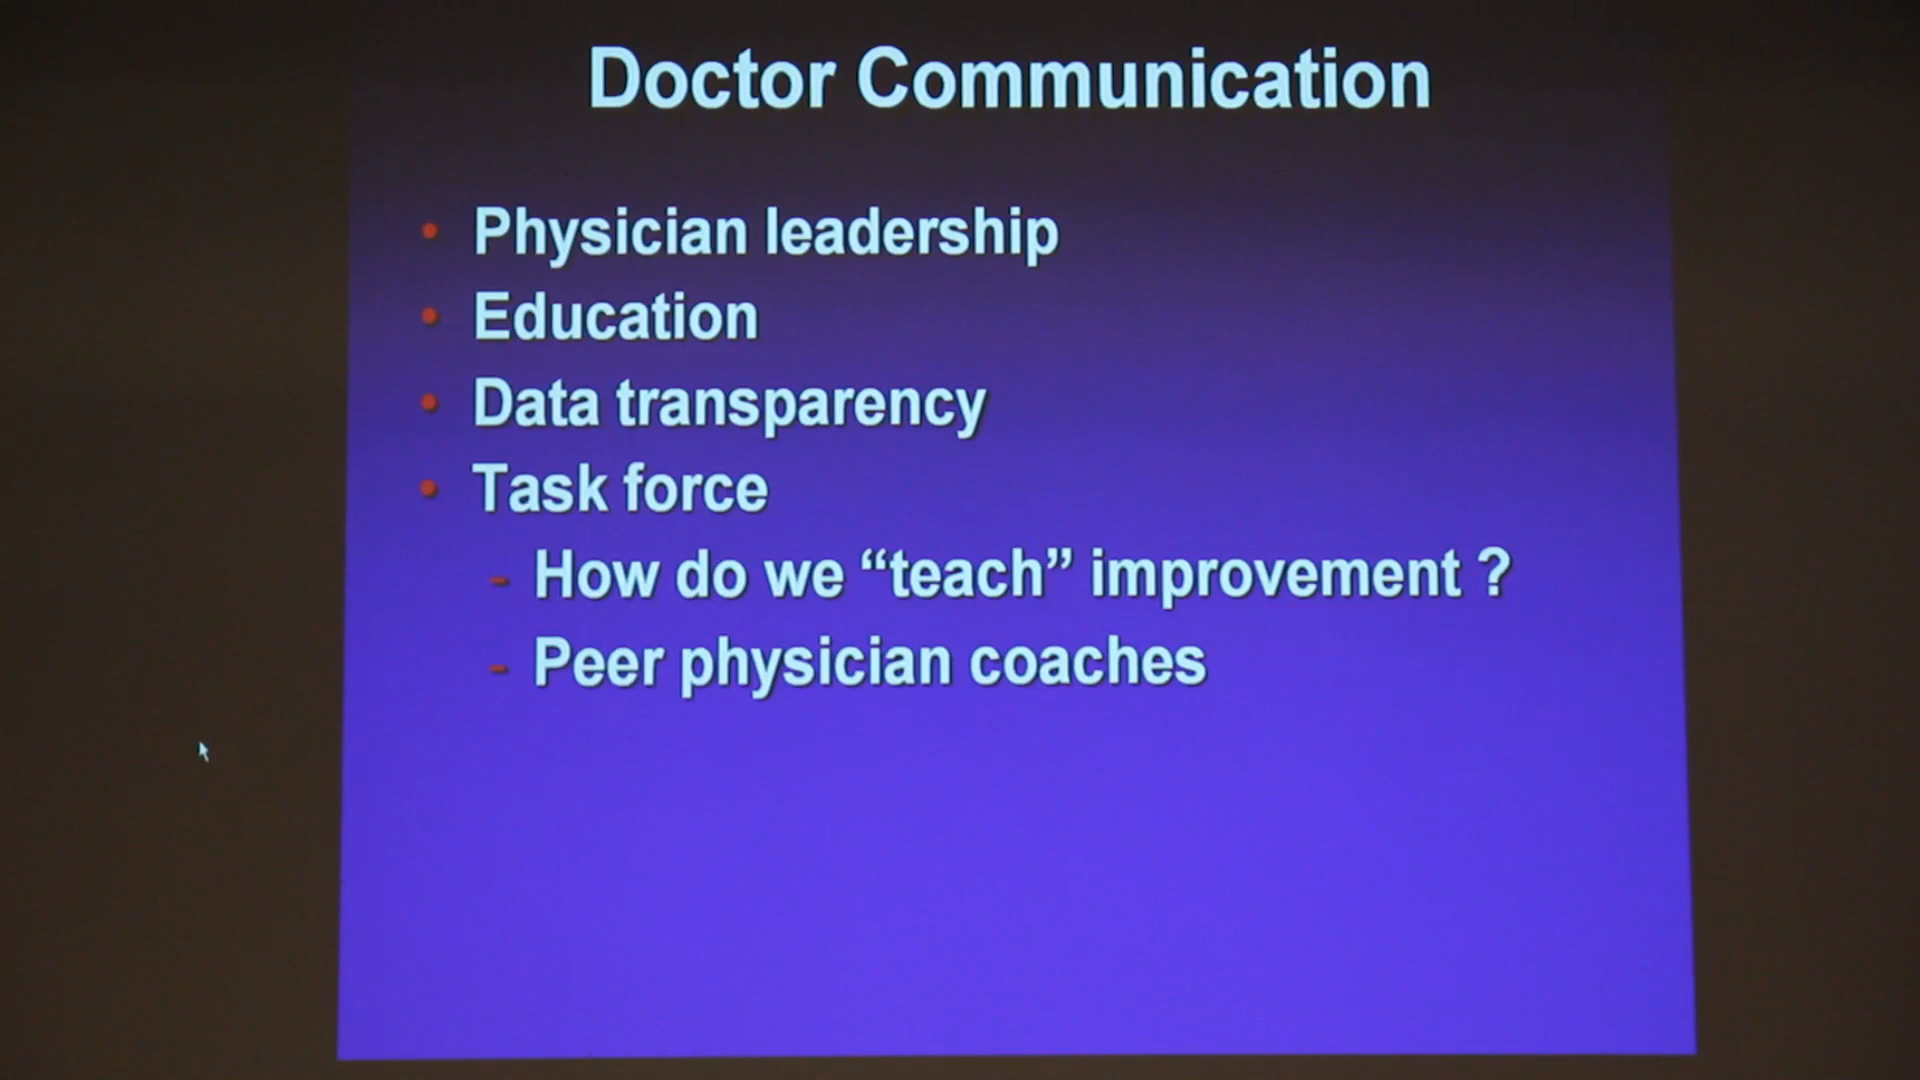 Doctor Communication
• Physician leadership
• Education
• Data transparency
• Task force
- How do we “teach” improvement ?
- Peer physician coaches